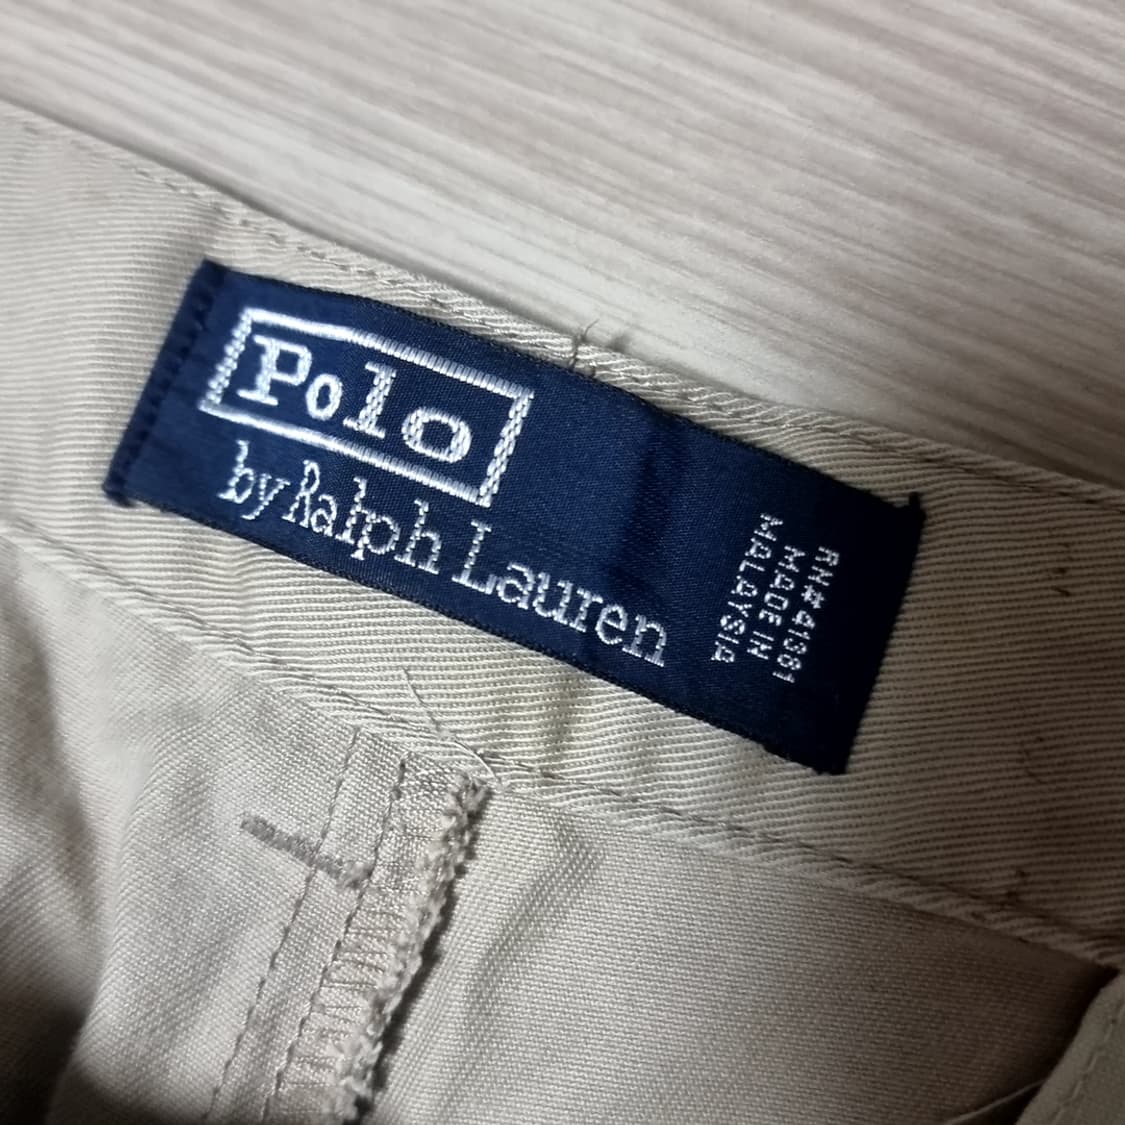 Polo
by Ralph Lauren
RN#41381
MADE IN
MALAYSIA